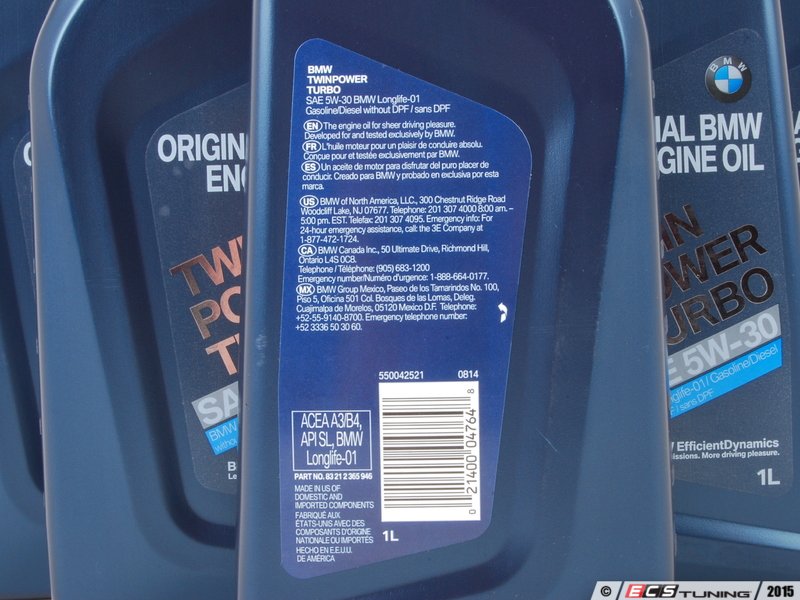 BMW
TWINPOWER
TURBO
SAE 5W-30 BMW Longlife-01
Gasoline/Diesel without DPF / sans DPF
EN The engine oil for sheer driving pleasure.
Developed for and tested exclusively by BMW.
FR L'huile moteur pour un plaisir de conduire absolu.
Conçue pour et testée exclusivement par BMW.
ES Un aceite de motor para disfrutar del puro placer de
conducir. Creado para BMW y probado en exclusiva por esta
marca.
US BMW of North America, LLC., 300 Chestnut Ridge Road
Woodcliff Lake, NJ 07677. Telephone: 201 307 4000 8:00 am. –
5:00 pm. EST. Telefax: 201 307 4095. Emergency info: For
24-hour emergency assistance, call: the 3E Company at
1-877-472-1724.
CA BMW Canada Inc., 50 Ultimate Drive, Richmond Hill,
Ontario L4S 0C8.
Telephone / Téléphone: (905) 683-1200
Emergency number/Numéro d'urgence: 1-888-664-0177.
MX BMW Group Mexico, Paseo de los Tamarindos No. 100,
Piso 5, Oficina 501 Col. Bosques de las Lomas, Deleg.
Cuajimalpa de Morelos, 05120 Mexico D.F. Telephone:
+52-55-9140-8700. Emergency telephone number:
+52 3336 50 30 60.
550042521 0814
0 21400 04764 8
ACEA A3/B4,
API SL, BMW
Longlife-01
PART NO. 83 21 2 365 946
MADE IN US OF
DOMESTIC AND
IMPORTED COMPONENTS
FABRIQUÉ AUX
ÉTATS-UNIS AVEC DES
COMPOSANTS D'ORIGINE
NATIONALE OU IMPORTÉS
HECHO EN E.E.U.U.
DE AMÉRICA
1L
ORIGIN
EN
TW
PO
T
SA
BMW
BMW
AL BMW
GINE OIL
IN
OWER
URBO
E 5W-30
nglife-01 / Gasoline/Diesel
/ sans DPF
EfficientDynamics
issions. More driving pleasure.
1L
© ECS TUNING 2015